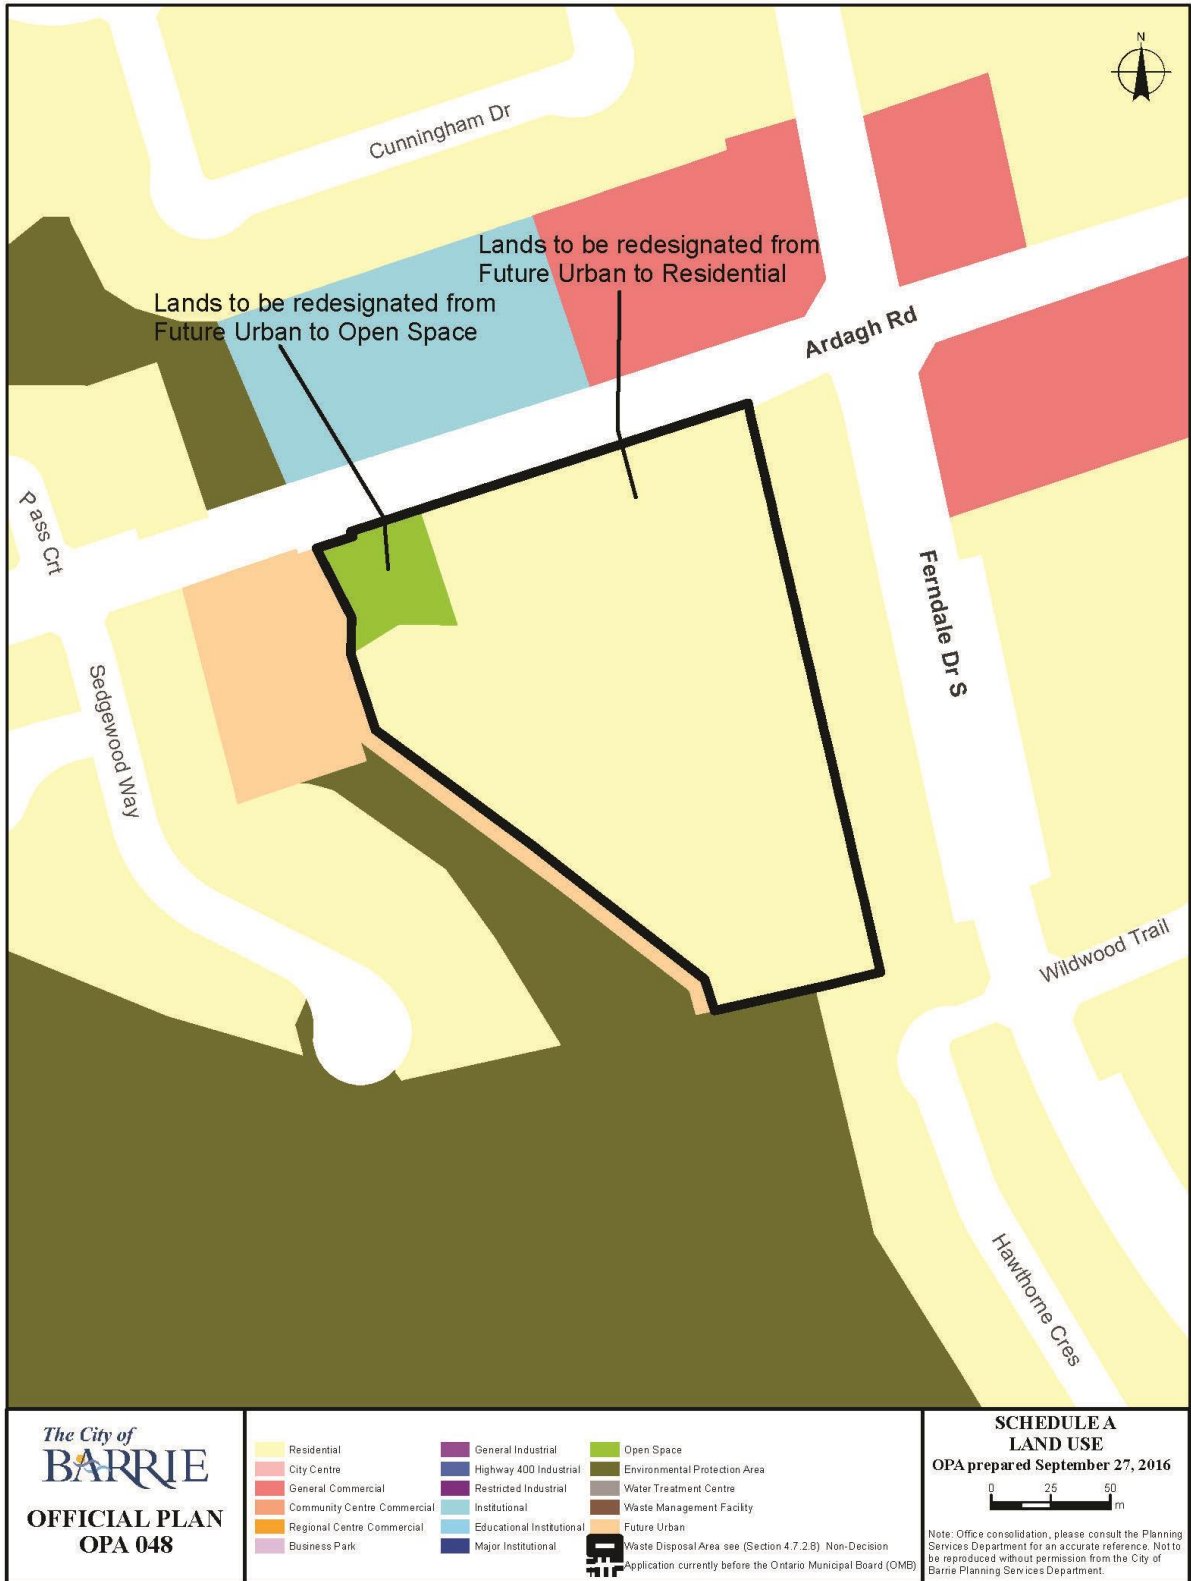 N
Cunningham Dr
Lands to be redesignated from
Future Urban to Residential
Lands to be redesignated from
Future Urban to Open Space
Ardagh Rd
P ass Crt
Ferndale Dr S
Sedgewood Way
Wildwood Trail
Hawthorne Cres
The City of
BARRIE
OFFICIAL PLAN
OPA 048
Residential
City Centre
General Commercial
Community Centre Commercial
Regional Centre Commercial
Business Park
General Industrial
Highway 400 Industrial
Restricted Industrial
Institutional
Educational Institutional
Major Institutional
Open Space
Environmental Protection Area
Water Treatment Centre
Waste Management Facility
Future Urban
Waste Disposal Area see (Section 4.7.2.8) Non-Decision
Application currently before the Ontario Municipal Board (OMB)
SCHEDULE A
LAND USE
OPA prepared September 27, 2016
0 25 50
m
Note: Office consolidation, please consult the Planning
Services Department for an accurate reference. Not to
be reproduced without permission from the City of
Barrie Planning Services Department.